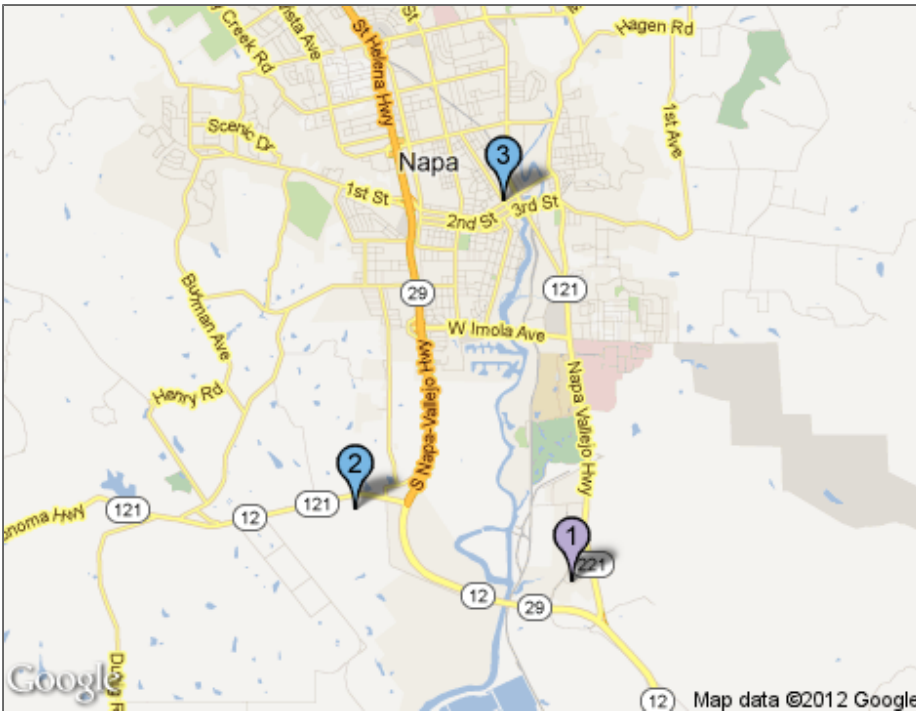 Hagen Rd
Creek Rd
sta Ave
St Helena Hwy
1st Ave
Scenic Dr
Napa
3
1st St
2nd St
3rd St
29
121
Buhman Ave
W Imola Ave
Henry Rd
S Napa-Vallejo Hwy
Napa Vallejo Hwy
2
121
121
12
onoma Hwy
1
221
12
29
Duhig R
Google
12
Map data ©2012 Google